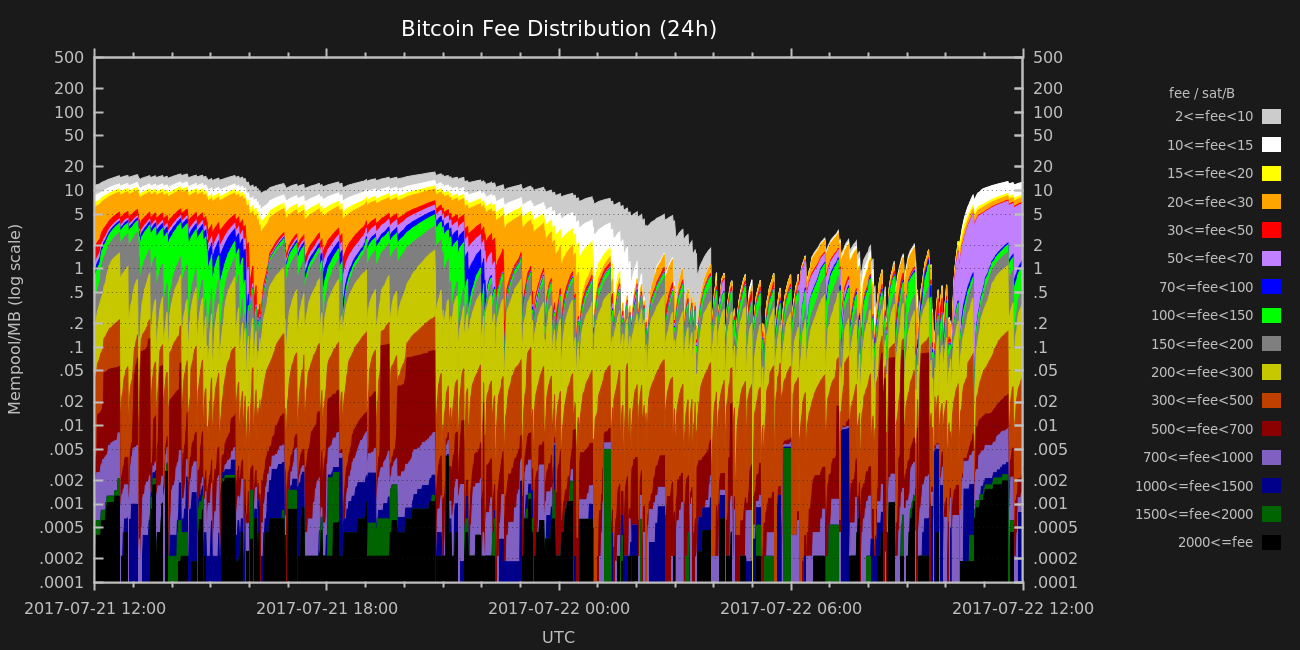 Bitcoin Fee Distribution (24h)
500
200
100
50
20
10
5
2
1
.5
.2
.1
.05
.02
.01
.005
.002
.001
.0005
.0002
.0001
Mempool/MB (log scale)
500
200
100
50
20
10
5
2
1
.5
.2
.1
.05
.02
.01
.005
.002
.001
.0005
.0002
.0001
2017-07-21 12:00 2017-07-21 18:00 2017-07-22 00:00 2017-07-22 06:00 2017-07-22 12:00
UTC
fee / sat/B
2<=fee<10
10<=fee<15
15<=fee<20
20<=fee<30
30<=fee<50
50<=fee<70
70<=fee<100
100<=fee<150
150<=fee<200
200<=fee<300
300<=fee<500
500<=fee<700
700<=fee<1000
1000<=fee<1500
1500<=fee<2000
2000<=fee